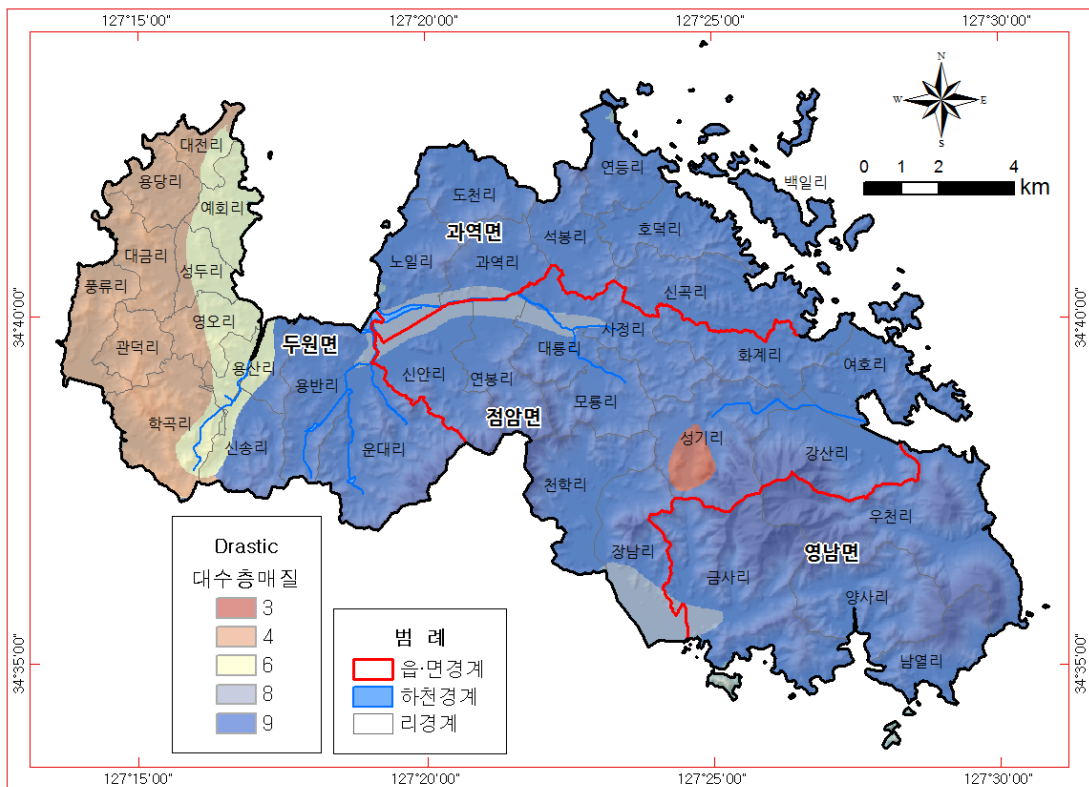 127°15'00" 127°20'00" 127°25'00" 127°30'00"
N
W E
S
0 1 2 4
km
대전리
용당리
예회리
대금리
성두리
풍류리
영오리
관덕리
용산리
학곡리
신송리
두원면
용반리
운대리
연등리
백일리
도천리
과역면
석봉리
호덕리
노일리
과역리
신곡리
사정리
대룡리
화계리
여호리
신안리
연봉리
모룡리
점암면
성기리
강산리
천학리
우천리
장남리
영남면
금사리
양사리
남열리
34°40'00" 34°40'00"
34°35'00" 34°35'00"
Drastic
대수층매질
3
4
6
8
9
범 례
읍·면경계
하천경계
리경계
127°15'00" 127°20'00" 127°25'00" 127°30'00"